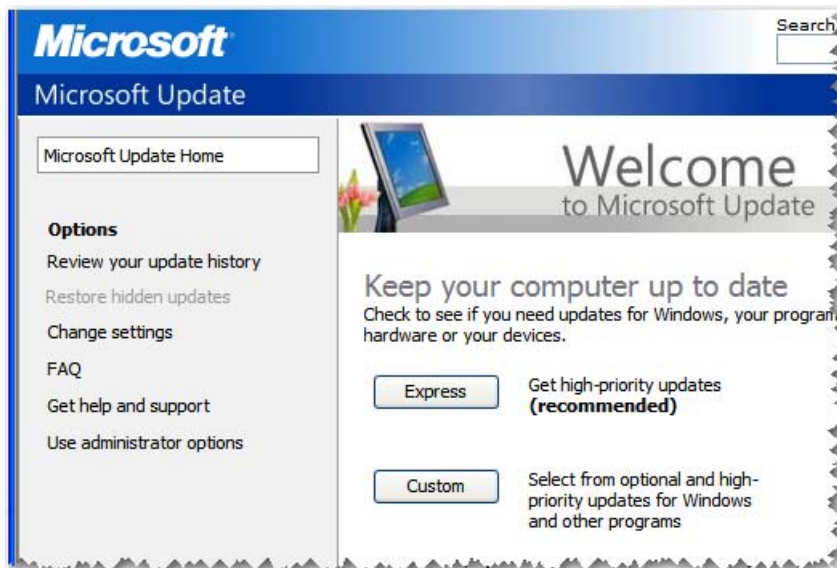 Microsoft
Search
Microsoft Update
Microsoft Update Home
Welcome
to Microsoft Update
Options
Review your update history
Restore hidden updates
Change settings
FAQ
Get help and support
Use administrator options
Keep your computer up to date
Check to see if you need updates for Windows, your
hardware or your devices.
Express
Get high-priority updates
(recommended)
Custom
Select from optional and high-
priority updates for Windows
and other programs